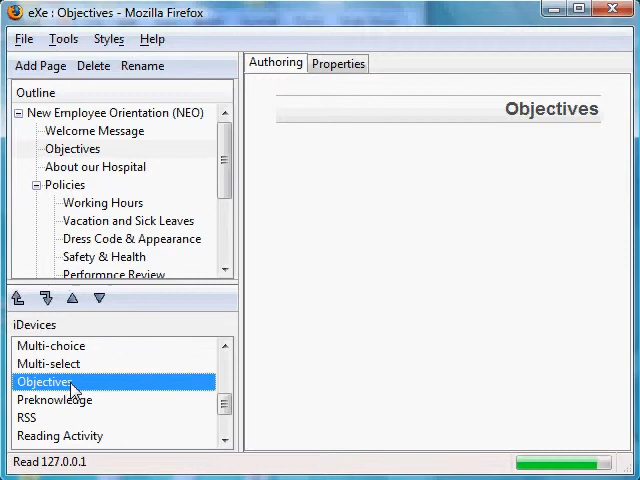 eXe : Objectives - Mozilla Firefox
File Tools Styles Help
Add Page Delete Rename
Authoring Properties
Outline
New Employee Orientation (NEO)
Welcome Message
Objectives
About our Hospital
Policies
Working Hours
Vacation and Sick Leaves
Dress Code & Appearance
Safety & Health
Performnce Review
Objectives
iDevices
Multi-choice
Multi-select
Objectives
Preknowledge
RSS
Reading Activity
Read 127.0.0.1